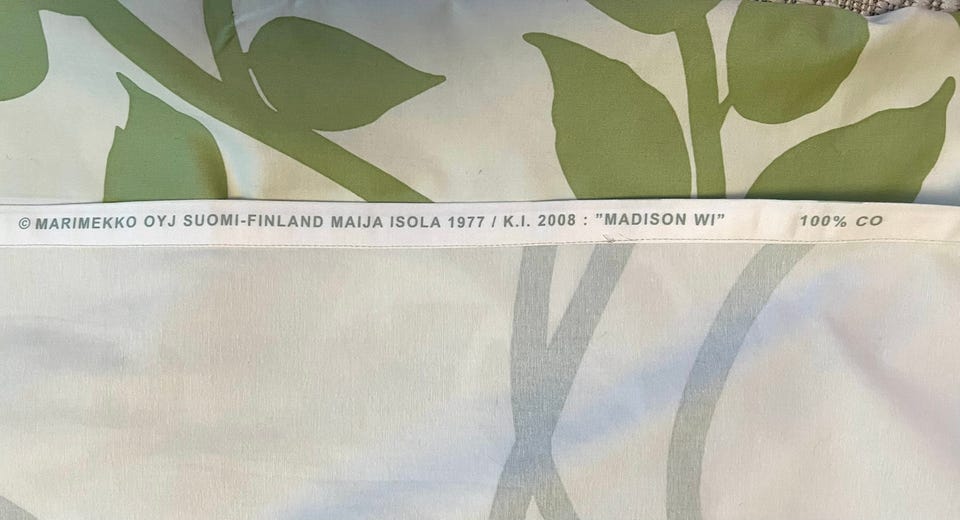 © MARIMEKKO OYJ SUOMI-FINLAND MAIJA ISOLA 1977 / K.I. 2008 : ”MADISON WI” 100% CO